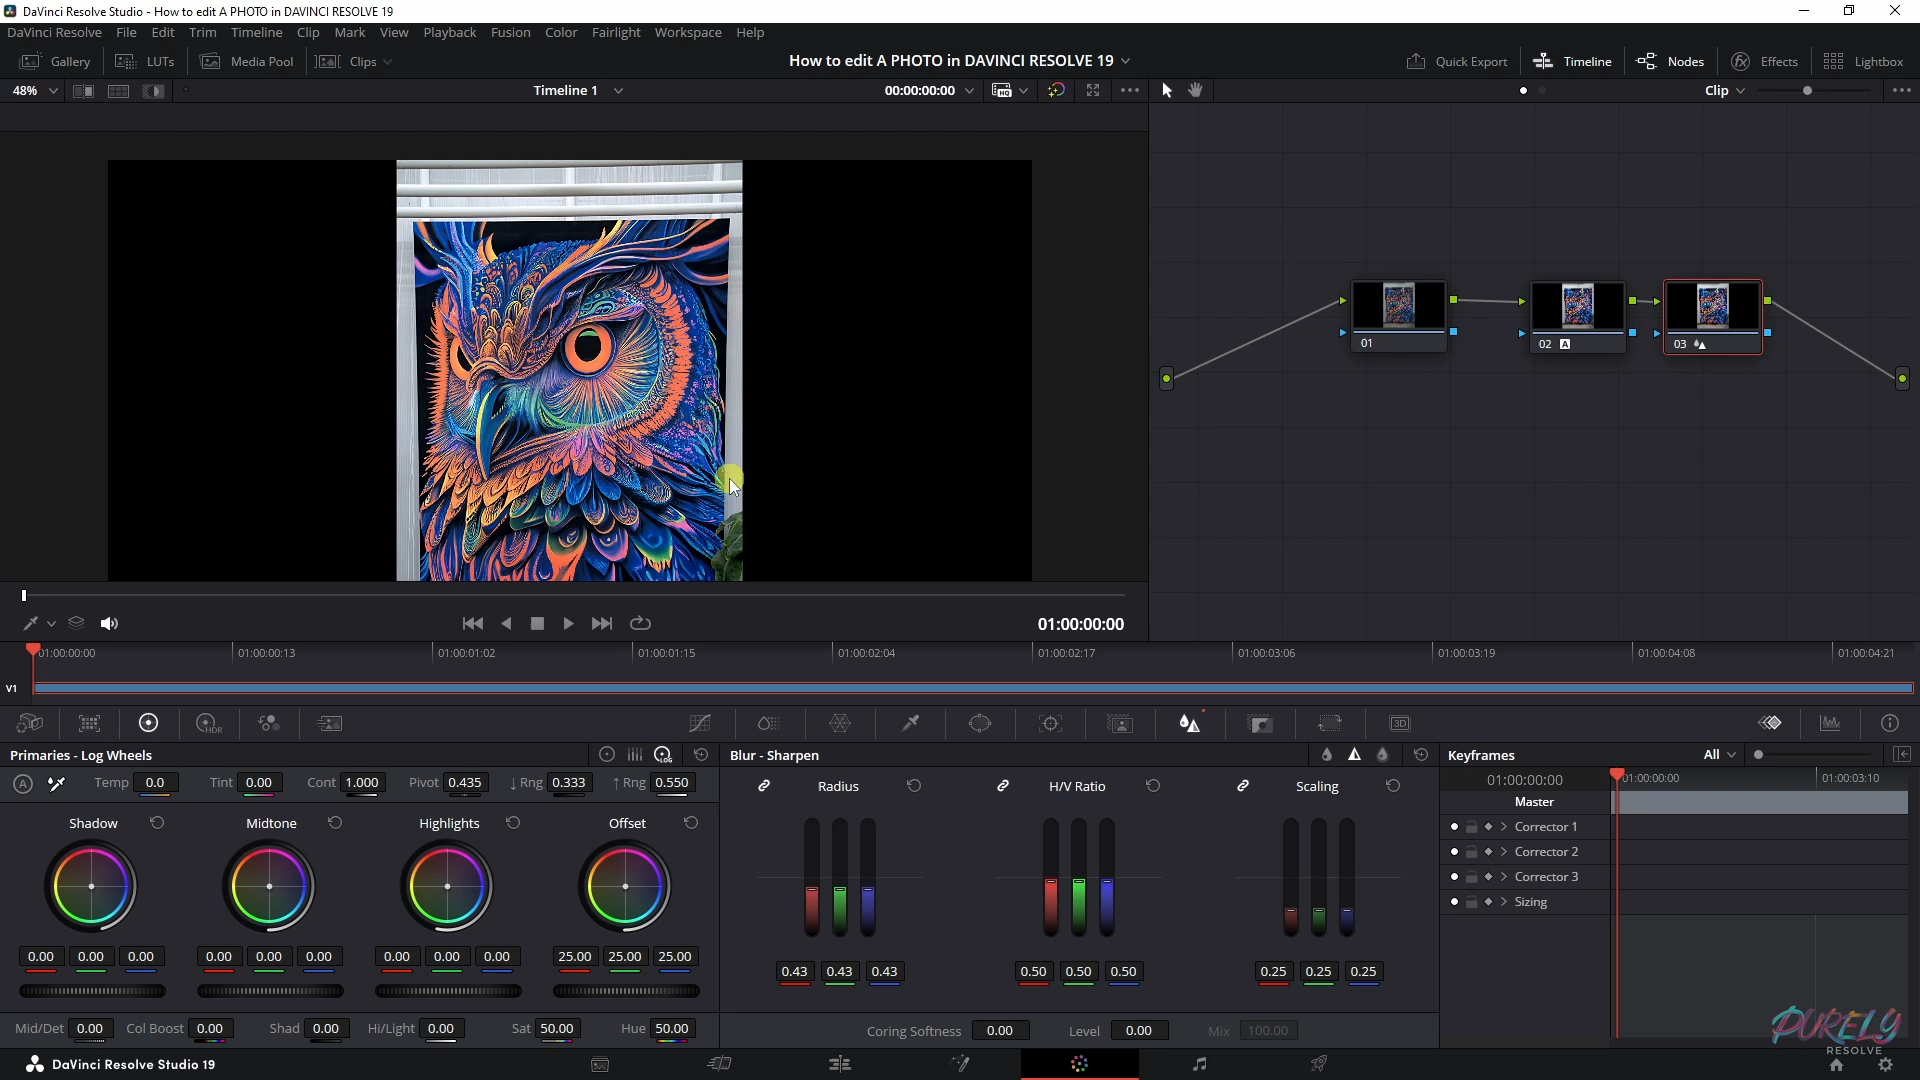 DaVinci Resolve Studio - How to edit A PHOTO in DAVINCI RESOLVE 19
DaVinci Resolve File Edit Trim Timeline Clip Mark View Playback Fusion Color Fairlight Workspace Help
Gallery LUTs Media Pool Clips How to edit A PHOTO in DAVINCI RESOLVE 19 Quick Export Timeline Nodes Effects Lightbox
48% Timeline 1 00:00:00:00 HQ Clip
01 02 A 03
01:00:00:00
01:00:00:00 01:00:00:13 01:00:01:02 01:00:01:15 01:00:02:04 01:00:02:17 01:00:03:06 01:00:03:19 01:00:04:08 01:00:04:21
V1
HDR 3D
Primaries - Log Wheels LOG Blur - Sharpen Keyframes All
A Temp 0.0 Tint 0.00 Cont 1.000 Pivot 0.435 ↓ Rng 0.333 ↑ Rng 0.550 Radius H/V Ratio Scaling 01:00:00:00 01:00:00:00 01:00:03:10
Master
Shadow Midtone Highlights Offset Corrector 1
Corrector 2
Corrector 3
Sizing
0.00 0.00 0.00 0.00 0.00 0.00 0.00 0.00 0.00 25.00 25.00 25.00 0.43 0.43 0.43 0.50 0.50 0.50 0.25 0.25 0.25
Mid/Det 0.00 Col Boost 0.00 Shad 0.00 Hi/Light 0.00 Sat 50.00 Hue 50.00 Coring Softness 0.00 Level 0.00 Mix 100.00
PURELY
RESOLVE
DaVinci Resolve Studio 19